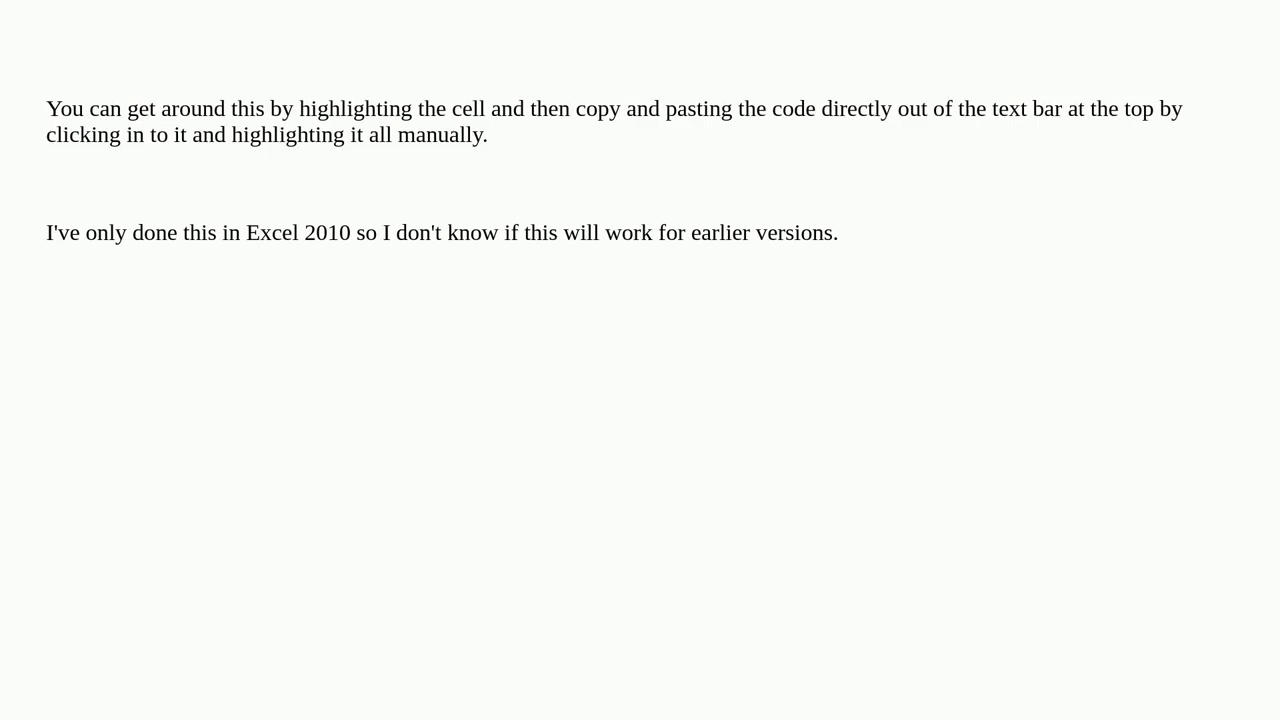 You can get around this by highlighting the cell and then copy and pasting the code directly out of the text bar at the top by
clicking in to it and highlighting it all manually.
I've only done this in Excel 2010 so I don't know if this will work for earlier versions.